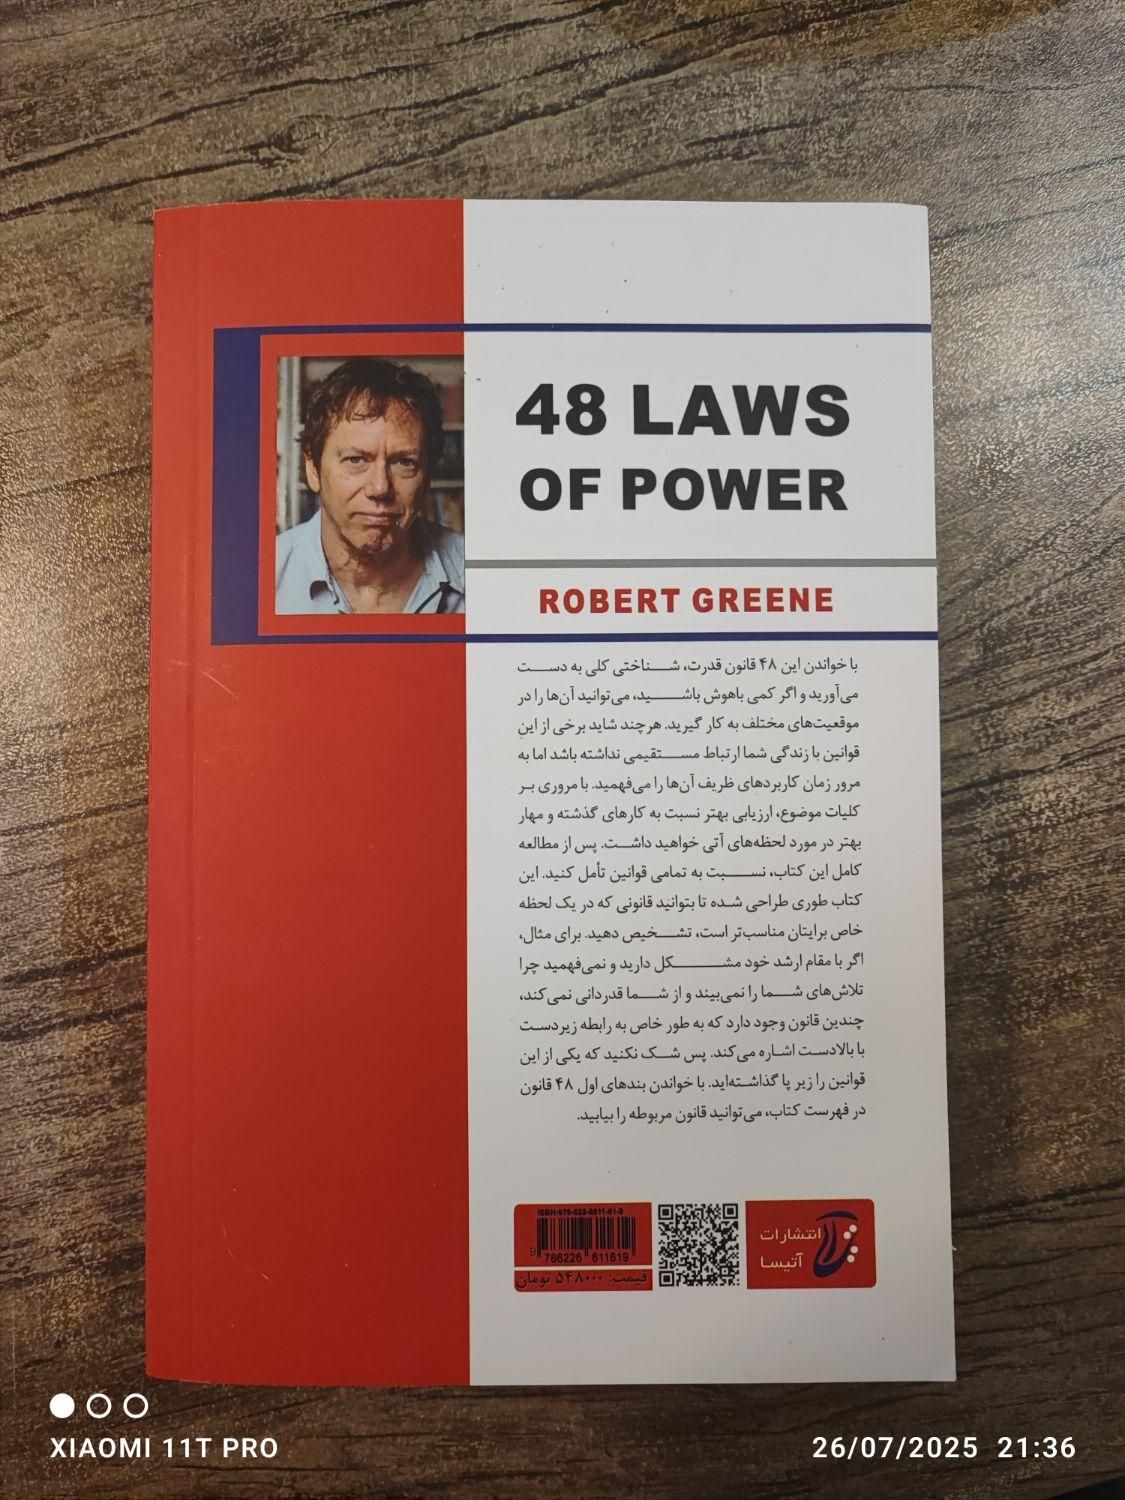 48 LAWS
OF POWER
ROBERT GREENE
با خواندن این ۴۸ قانون قدرت، شناختی کلی به دست
می‌آورید و اگر کمی باهوش باشید، می‌توانید آن‌ها را در
موقعیت‌های مختلف به کار گیرید. هرچند شاید برخی از این
قوانین با زندگی شما ارتباط مستقیمی نداشته باشد اما به
مرور زمان کاربردهای ظریف آن‌ها را می‌فهمید. با مروری بر
کلیات موضوع، ارزیابی بهتر نسبت به کارهای گذشته و مهار
بهتر در مورد لحظه‌های آتی خواهید داشت. پس از مطالعه
کامل این کتاب، نسبت به تمامی قوانین تأمل کنید. این
کتاب طوری طراحی شده تا بتوانید قانونی که در یک لحظه
خاص برایتان مناسب‌تر است، تشخیص دهید. برای مثال،
اگر با مقام ارشد خود مشکل دارید و نمی‌فهمید چرا
تلاش‌های شما را نمی‌بیند و از شما قدردانی نمی‌کند،
چندین قانون وجود دارد که به طور خاص به رابطه زیردست
با بالادست اشاره می‌کند. پس شک نکنید که یکی از این
قوانین را زیر پا گذاشته‌اید. با خواندن بندهای اول ۴۸ قانون
در فهرست کتاب، می‌توانید قانون مربوطه را بیابید.
انتشارات
آتیسا
ISBN:978-622-6611-61-9
9 786226 611619
قیمت: ۵۴۸۰۰۰ تومان
XIAOMI 11T PRO
26/07/2025 21:36